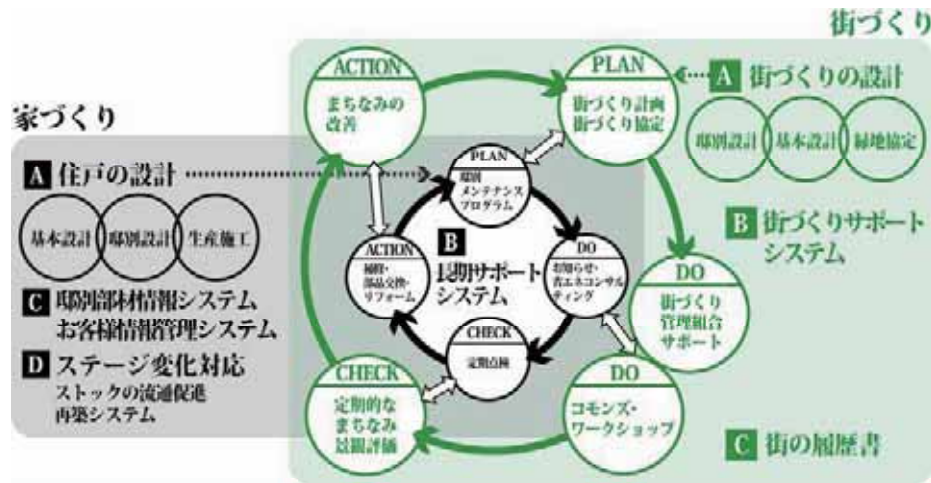 街づくり
家づくり
A 住戸の設計
基本設計 邸別設計 生産施工
C 邸別部材情報システム
お客様情報管理システム
D ステージ変化対応
ストックの流通促進
再築システム
ACTION
まちなみの
改善
PLAN
街づくり計画
街づくり協定
A 街づくりの設計
邸別設計 基本設計 緑地協定
B 街づくりサポート
システム
DO
街づくり
管理組合
サポート
DO
コモンズ・
ワークショップ
C 街の履歴書
CHECK
定期的な
まちなみ
景観評価
PLAN
邸別
メンテナンス
プログラム
B
長期サポート
システム
DO
お知らせ・
省エネコンサル
ティング
CHECK
定期点検
ACTION
補修・
部品交換・
リフォーム